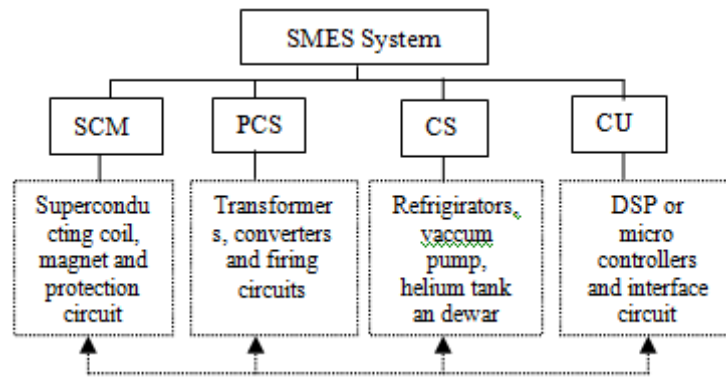 SMES System
SCM
PCS
CS
CU
Supercondu
cting coil,
magnet and
protection
circuit
Transformer
s, converters
and firing
circuits
Refrigirators,
vaccum
pump,
helium tank
an dewar
DSP or
micro
controllers
and interface
circuit